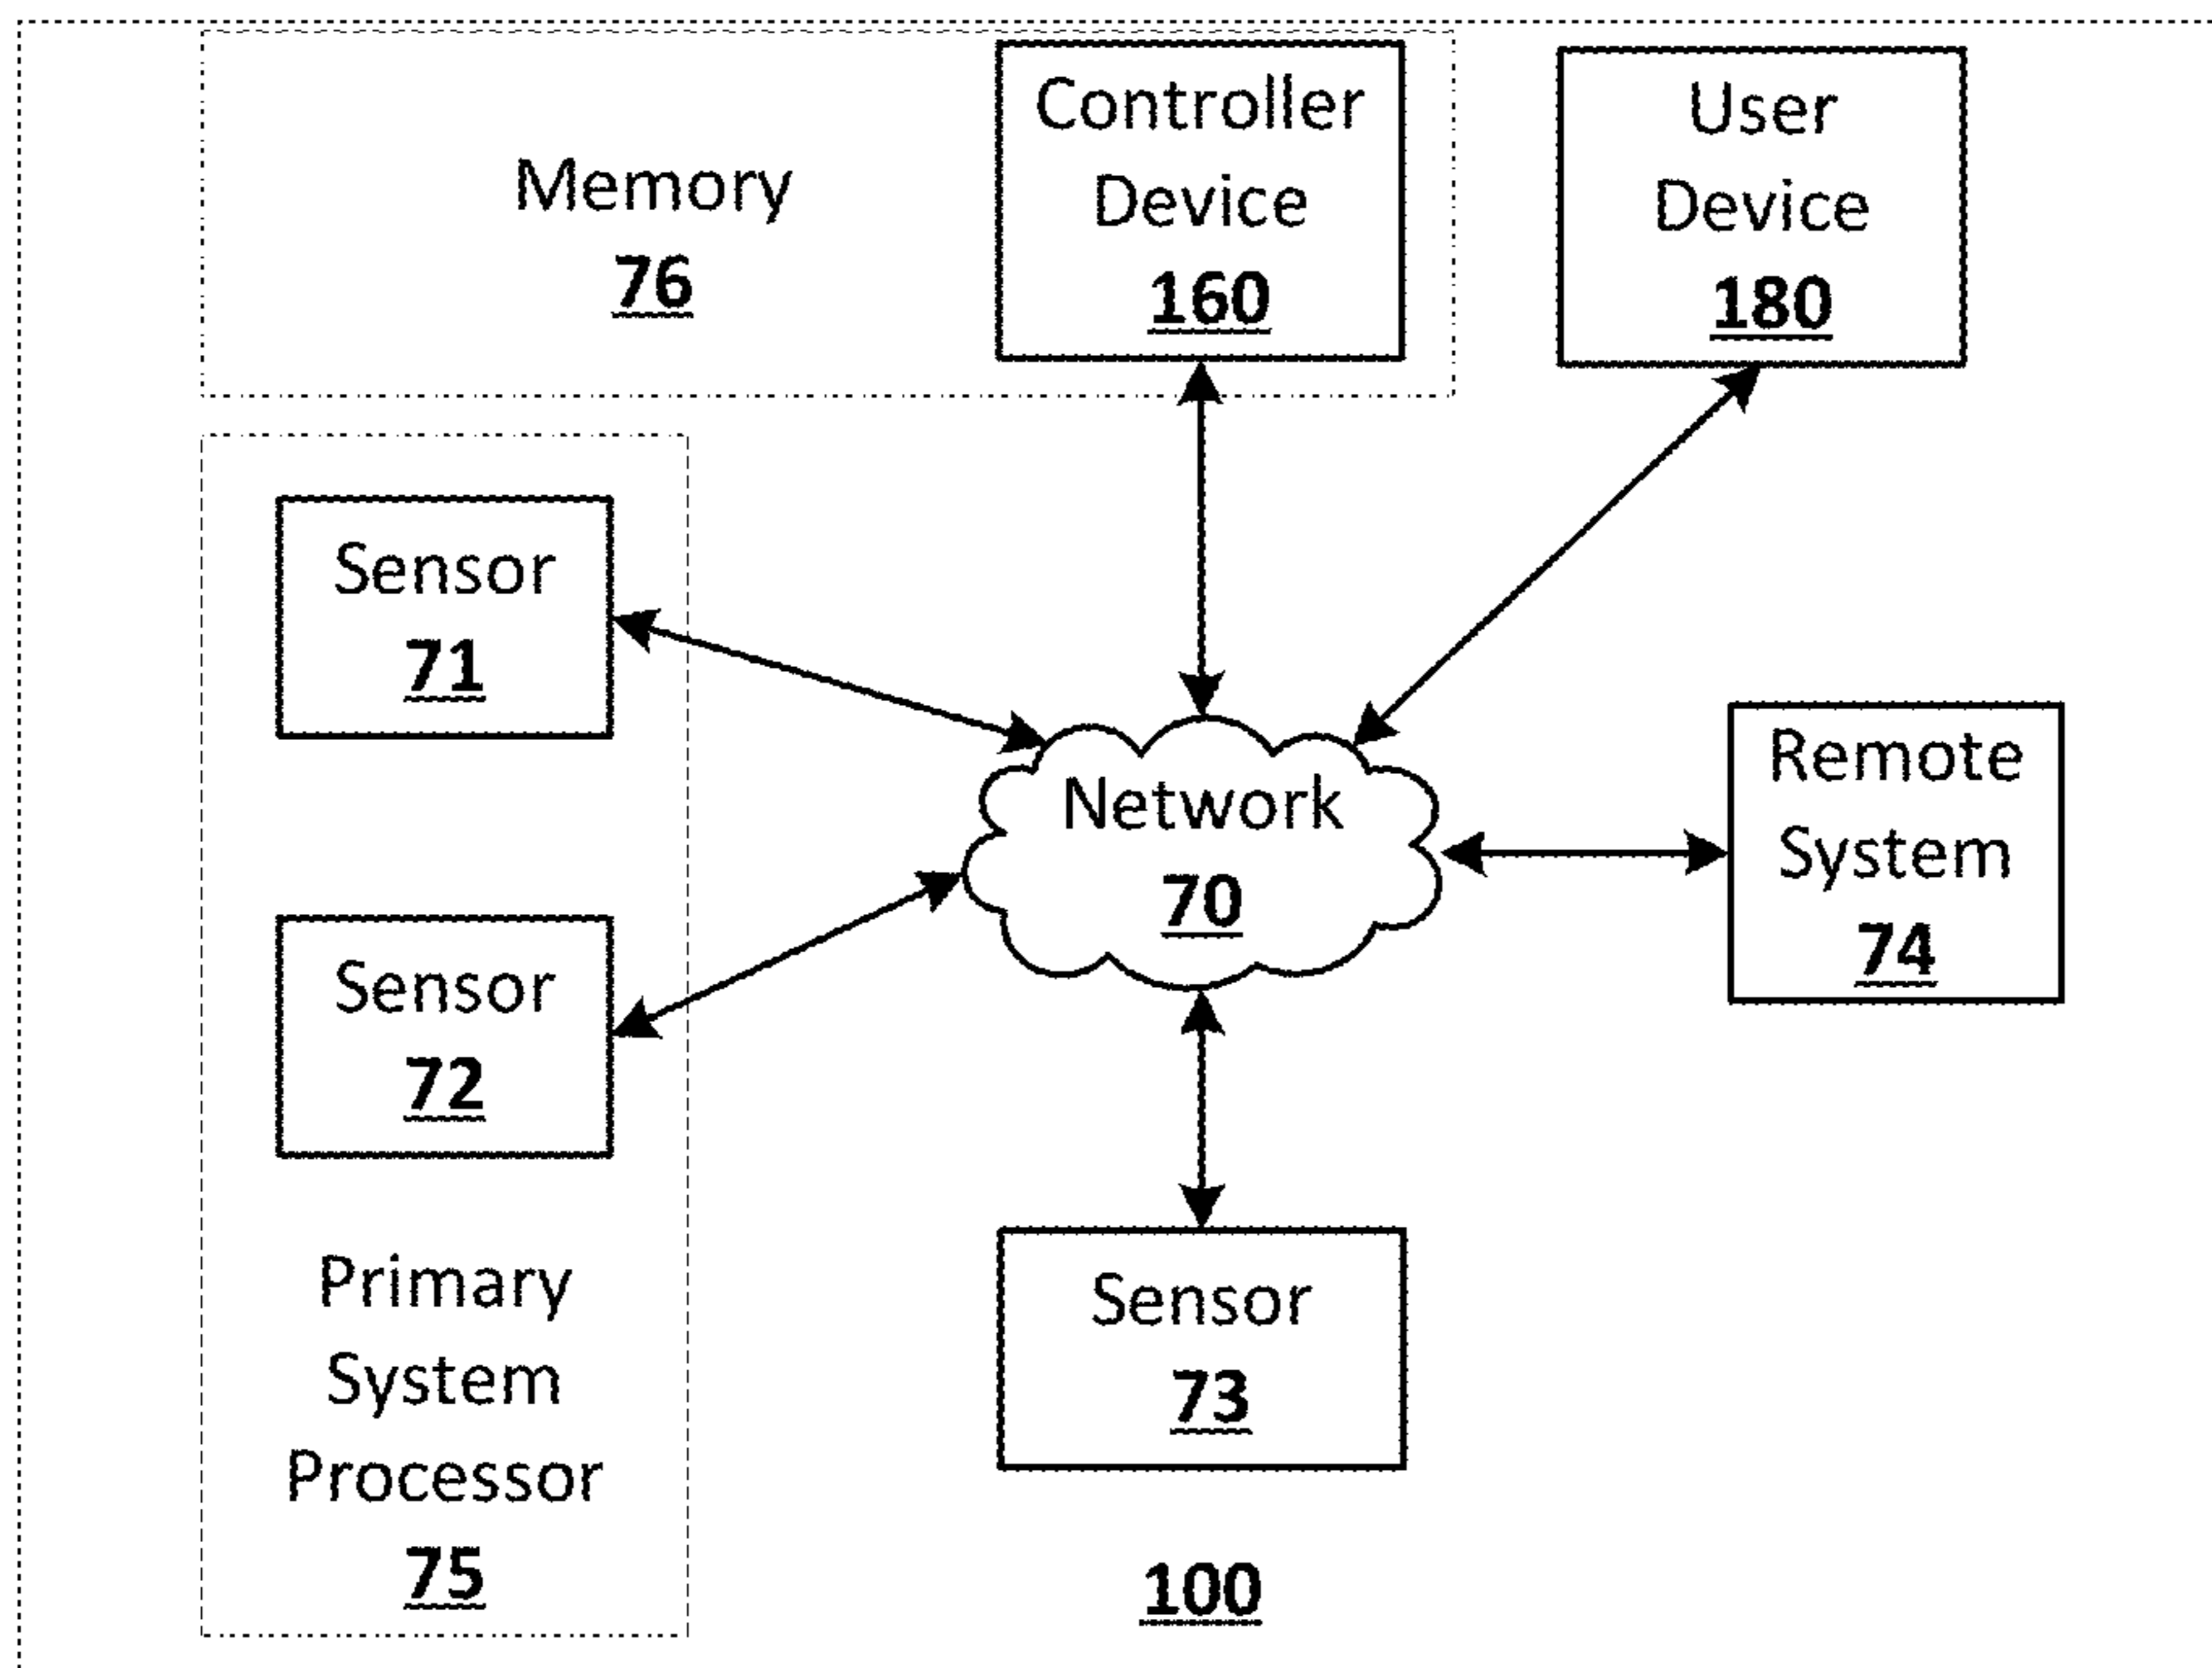 Memory
76
Controller
Device
160
User
Device
180
Sensor
71
Network
70
Remote
System
74
Sensor
72
Sensor
73
Primary
System
Processor
75
100